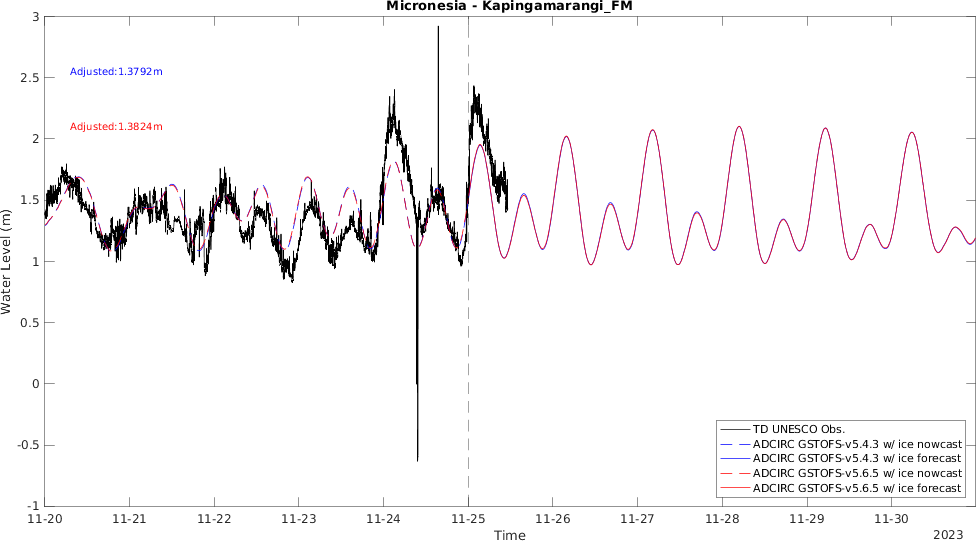 Micronesia - Kapingamarangi_FM
3
2.5
2
1.5
1
0.5
0
-0.5
-1
Water Level (m)
Adjusted:1.3792m
Adjusted:1.3824m
TD UNESCO Obs.
ADCIRC GSTOFS-v5.4.3 w/ ice nowcast
ADCIRC GSTOFS-v5.4.3 w/ ice forecast
ADCIRC GSTOFS-v5.6.5 w/ ice nowcast
ADCIRC GSTOFS-v5.6.5 w/ ice forecast
11-20 11-21 11-22 11-23 11-24 11-25 11-26 11-27 11-28 11-29 11-30
Time
2023